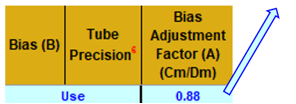 Bias (B)
Tube Precision6
Bias Adjustment Factor (A) (Cm/Dm)
Use
0.88